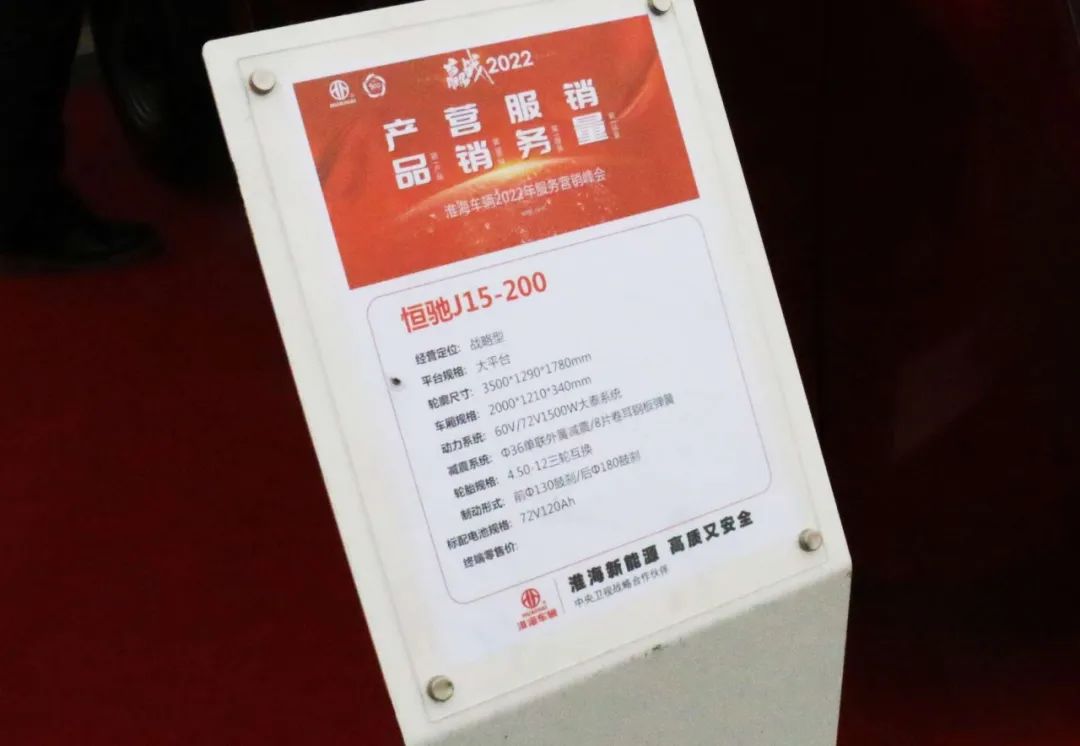 赢战2022
产品 营销 服务 销量
淮海车辆2022年服务营销峰会
恒驰J15-200
经营定位: 战略型
平台规格: 大平台
轮廓尺寸: 3500*1290*1780mm
车厢规格: 2000*1210*340mm
动力系统: 60V/72V1500W大泰系统
减震系统: Φ36单联外簧减震/8片卷耳钢板弹簧
轮胎规格: 4.50-12三轮互换
制动形式: 前Φ130鼓刹/后Φ180鼓刹
标配电池规格: 72V120Ah
终端零售价:
淮海车辆
淮海新能源 高质又安全
中央卫视战略合作伙伴